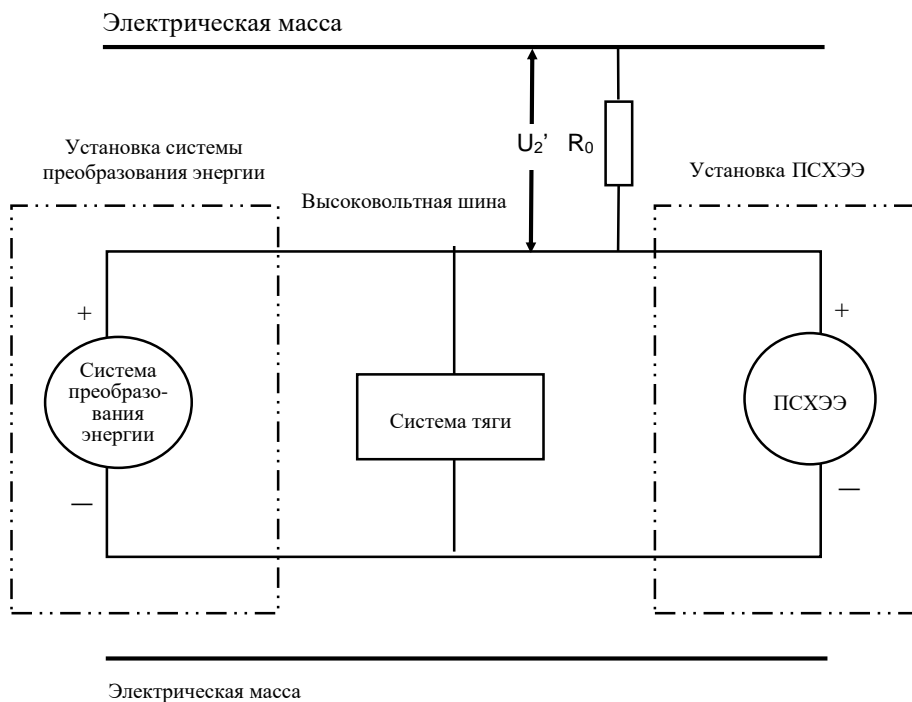 Электрическая масса
U₂’ R₀
Установка системы
преобразования энергии
Установка ПСХЭЭ
Высоковольтная шина
+
+
Система
преобразо-
вания
энергии
Система тяги
ПСХЭЭ
—
—
Электрическая масса